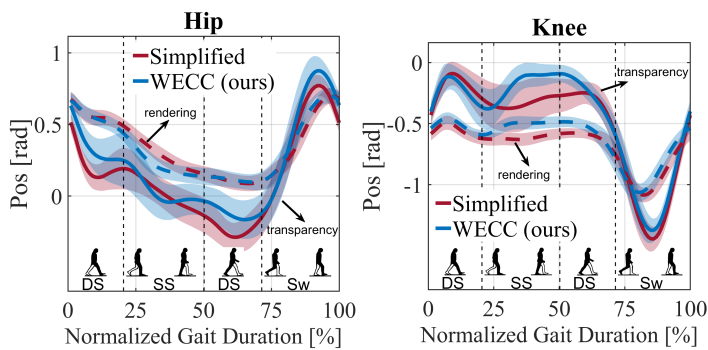 Hip
Pos [rad]
1
0.5
0
Simplified
WECC (ours)
rendering
transparency
DS
SS
DS
Sw
0
25
50
75
100
Normalized Gait Duration [%]
Knee
Pos [rad]
0
-0.5
-1
transparency
rendering
Simplified
WECC (ours)
DS
SS
DS
Sw
0
25
50
75
100
Normalized Gait Duration [%]